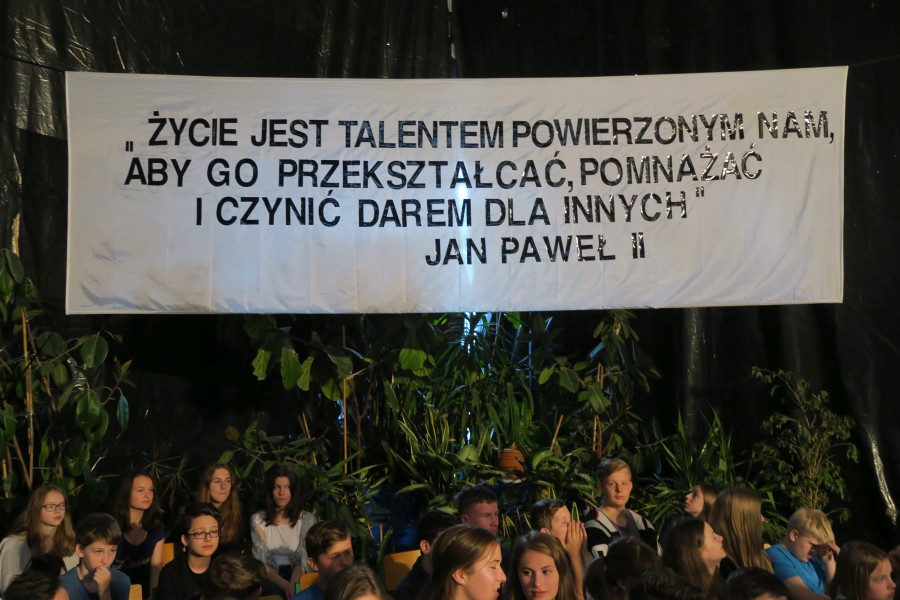 „ŻYCIE JEST TALENTEM POWIERZONYM NAM,
ABY GO PRZEKSZTAŁCAĆ, POMNAŻAĆ
I CZYNIĆ DAREM DLA INNYCH"
JAN PAWEŁ II